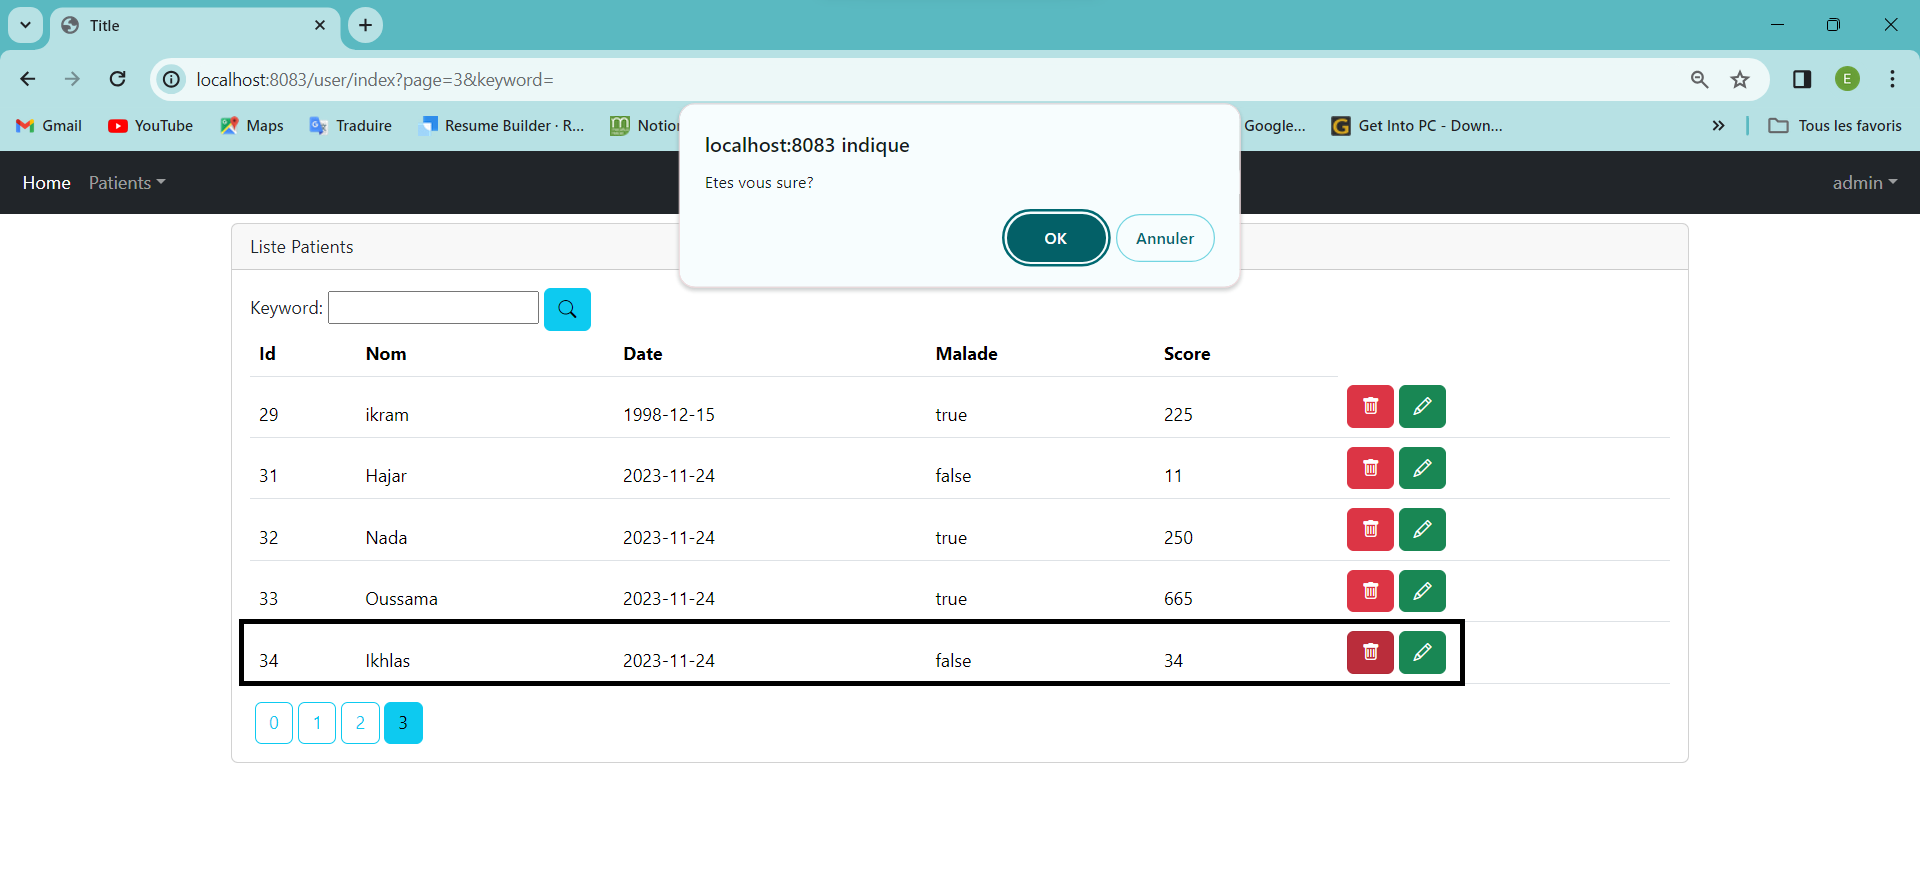 Title
localhost:8083/user/index?page=3&keyword=
E
Gmail YouTube Maps Traduire Resume Builder · R... Google... Get Into PC - Down... Tous les favoris
localhost:8083 indique
Etes vous sure?
OK Annuler
Home Patients admin
Liste Patients
Keyword:
Id Nom Date Malade Score
29 ikram 1998-12-15 true 225
31 Hajar 2023-11-24 false 11
32 Nada 2023-11-24 true 250
33 Oussama 2023-11-24 true 665
34 Ikhlas 2023-11-24 false 34
0 1 2 3